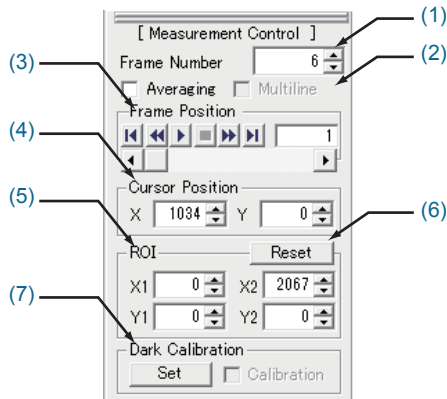 [ Measurement Control ]
(1)
Frame Number 6
(2)
Averaging Multiline
(3)
Frame Position
1
(4)
Cursor Position
X 1034 Y 0
(5)
(6)
ROI Reset
X1 0 X2 2067
Y1 0 Y2 0
(7)
Dark Calibration
Set Calibration